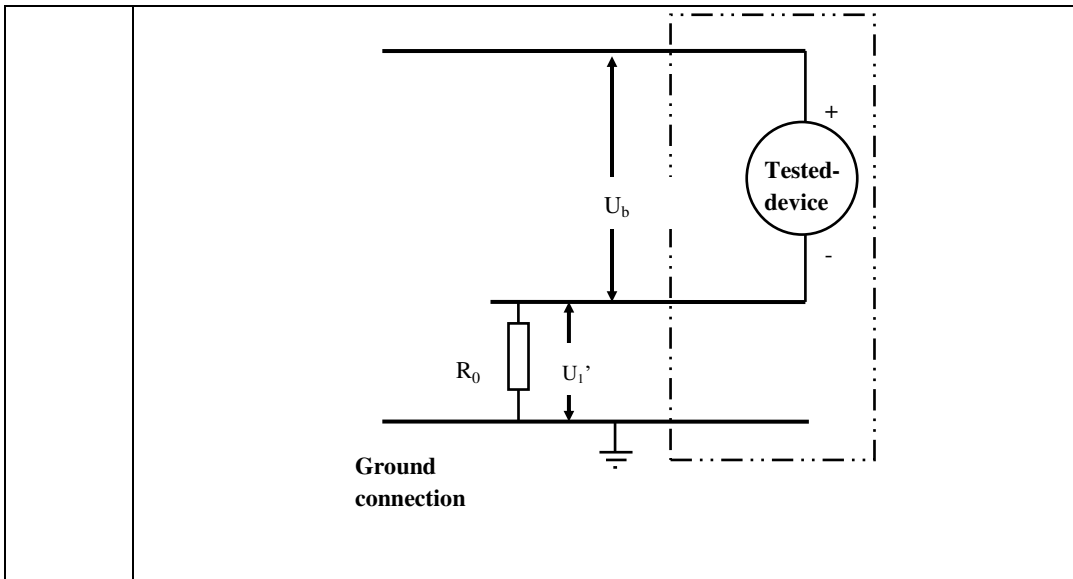 +
Tested-
device
U_b
-
R_0
U_1’
Ground
connection